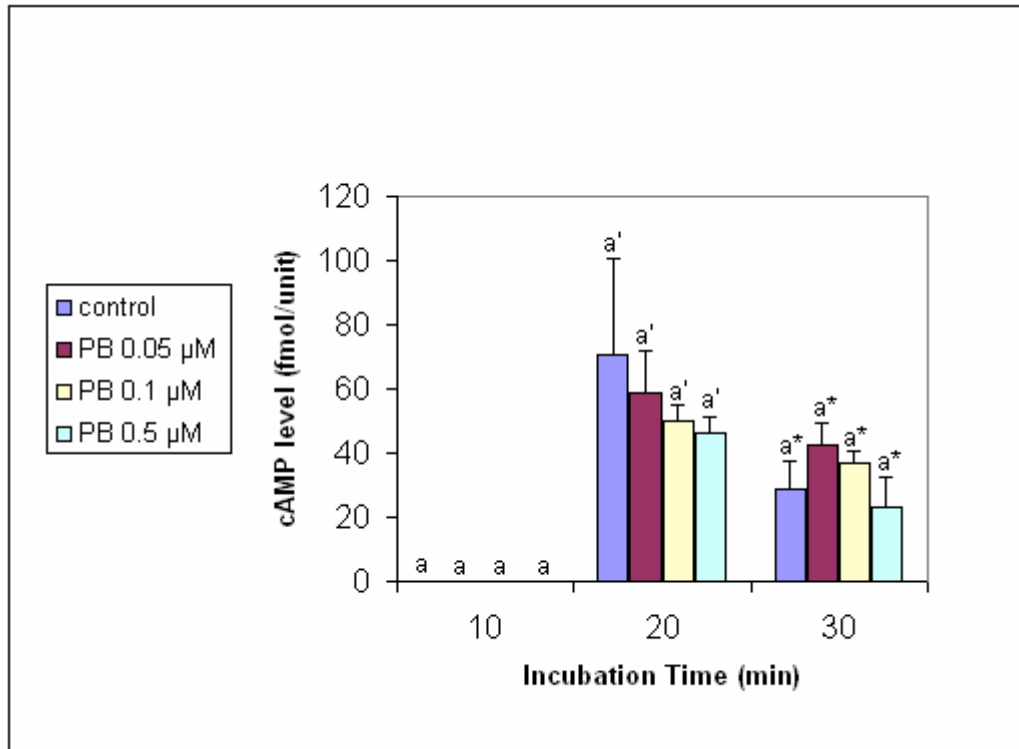 control
PB 0.05 µM
PB 0.1 µM
PB 0.5 µM
cAMP level (fmol/unit)
120
100
80
60
40
20
0
a a a a
a' a' a' a'
a* a* a* a*
10 20 30
Incubation Time (min)